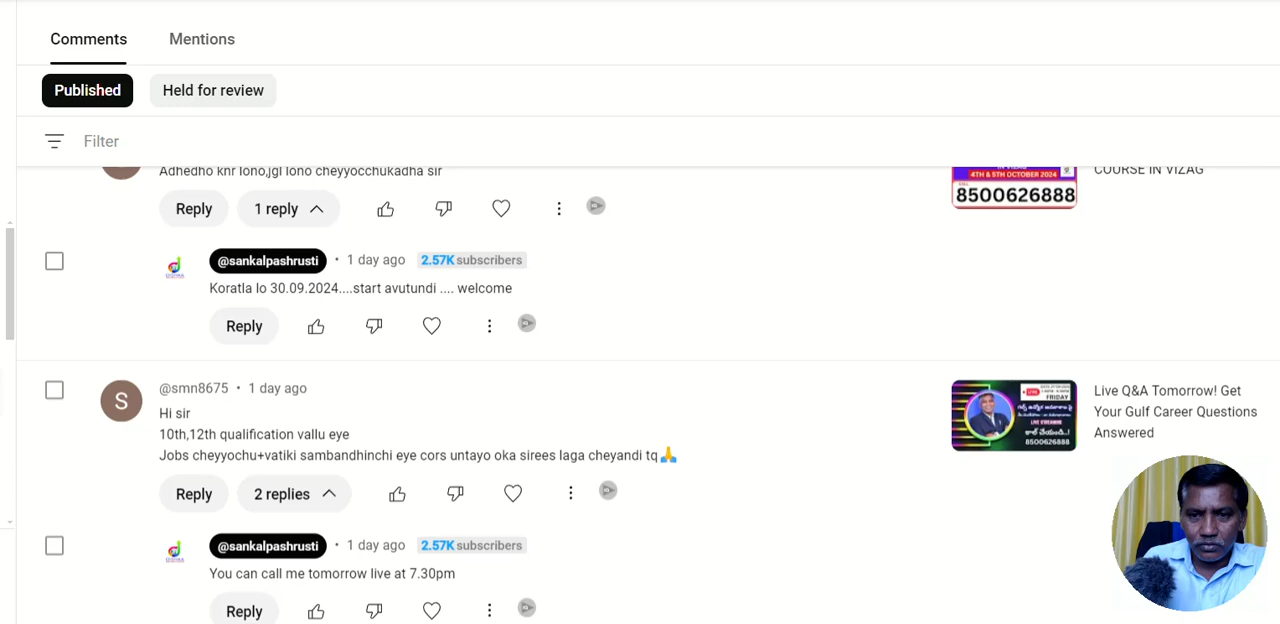 Comments
Mentions
Published
Held for review
Filter
Adhedho knr lono,jgl lono cheyyocchukadha sir
Reply
1 reply
4TH & 5TH OCTOBER 2024
8500626888
COURSE IN VIZAG
@sankalpashrusti • 1 day ago 2.57K subscribers
Koratla lo 30.09.2024....start avutundi .... welcome
Reply
S
@smn8675 • 1 day ago
Hi sir
10th,12th qualification vallu eye
Jobs cheyyochu+vatiki sambandhinchi eye cors untayo oka sirees laga cheyandi tq🙏
Reply
2 replies
LIVE
FRIDAY
LIVE STREAMING
కాల్ చేయండి..!
8500626888
Live Q&A Tomorrow! Get
Your Gulf Career Questions
Answered
@sankalpashrusti • 1 day ago 2.57K subscribers
You can call me tomorrow live at 7.30pm
Reply